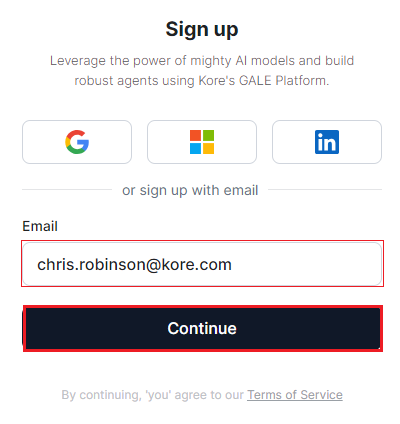 Sign up
Leverage the power of mighty AI models and build
robust agents using Kore's GALE Platform.
or sign up with email
Email
chris.robinson@kore.com
Continue
By continuing, 'you' agree to our Terms of Service